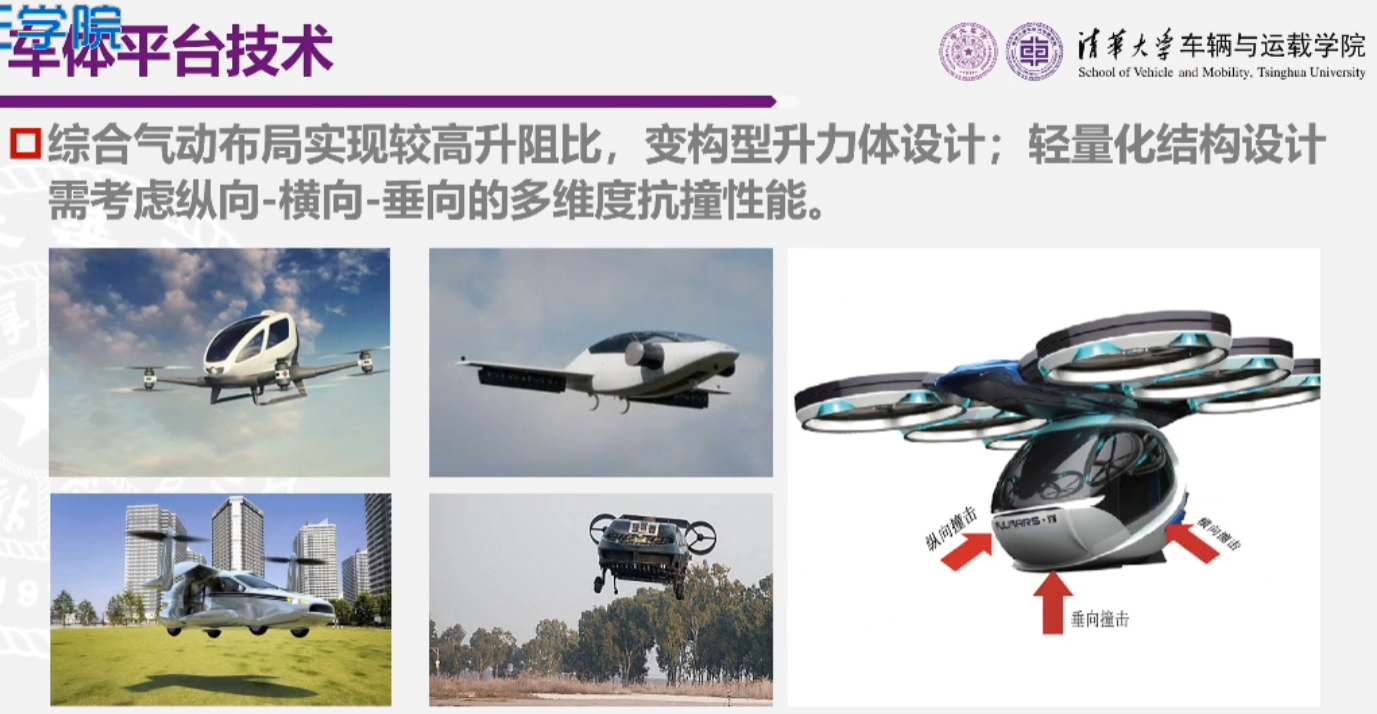 学院
车体平台技术
清华大学车辆与运载学院
School of Vehicle and Mobility, Tsinghua University
综合气动布局实现较高升阻比，变构型升力体设计；轻量化结构设计
需考虑纵向-横向-垂向的多维度抗撞性能。
纵向撞击
横向撞击
垂向撞击